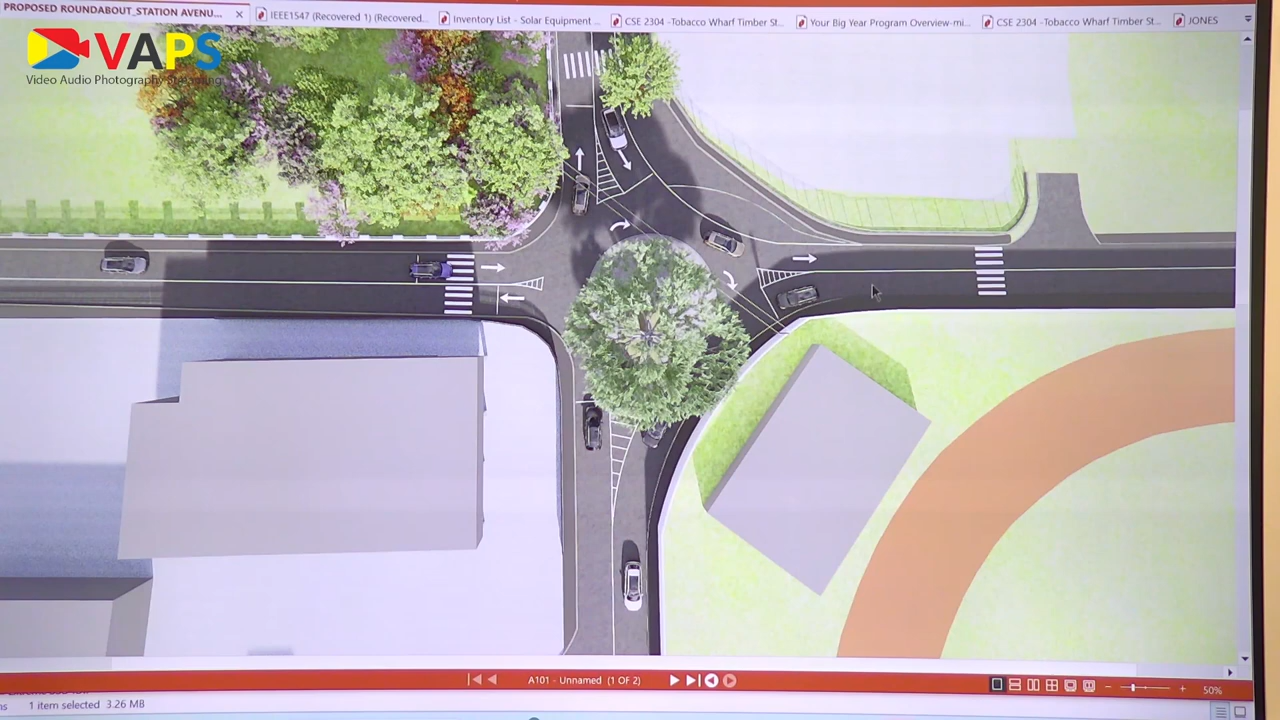 PROPOSED ROUNDABOUT_STATION AVENU...
IEEE1547 (Recovered 1) (Recovered...
Inventory List - Solar Equipment ...
CSE 2304 -Tobacco Wharf Timber St...
Your Big Year Program Overview-mi...
CSE 2304 -Tobacco Wharf Timber St...
JONES
VAPS
Video Audio Photography Streaming
A101 - Unnamed (1 OF 2)
50%
1 item selected 3.26 MB